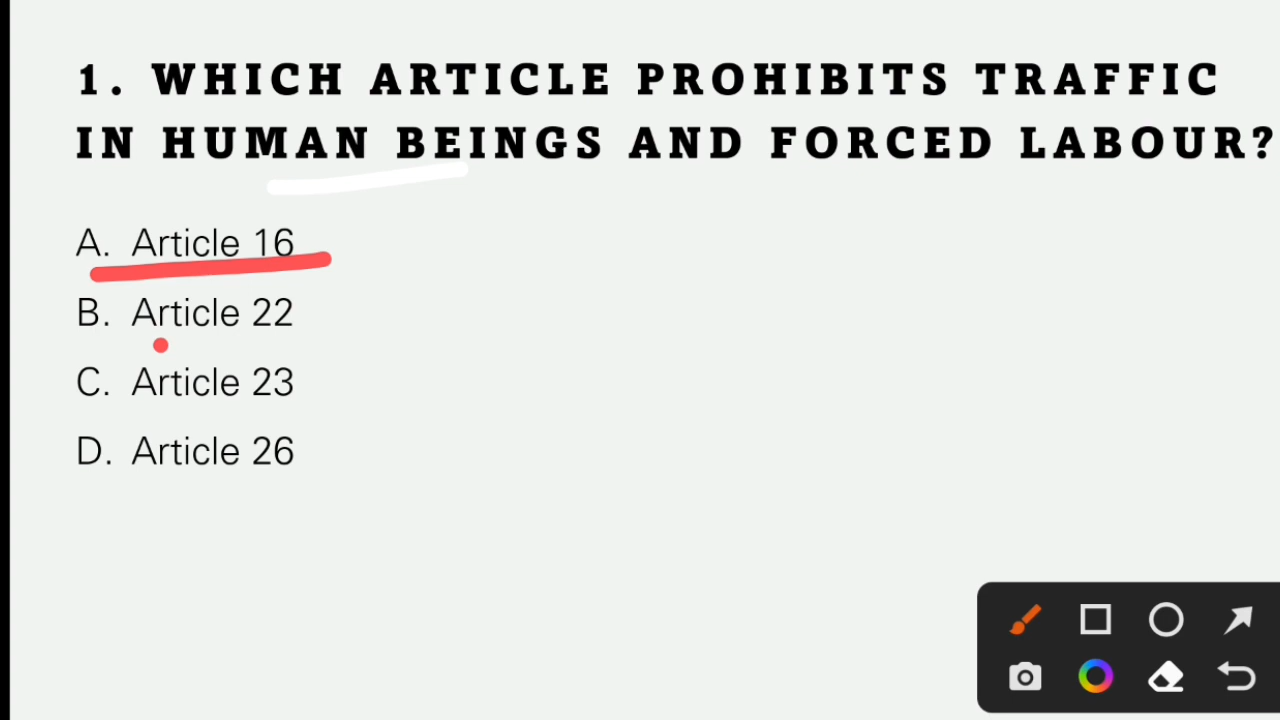 1. WHICH ARTICLE PROHIBITS TRAFFIC
IN HUMAN BEINGS AND FORCED LABOUR?
A. Article 16
B. Article 22
C. Article 23
D. Article 26